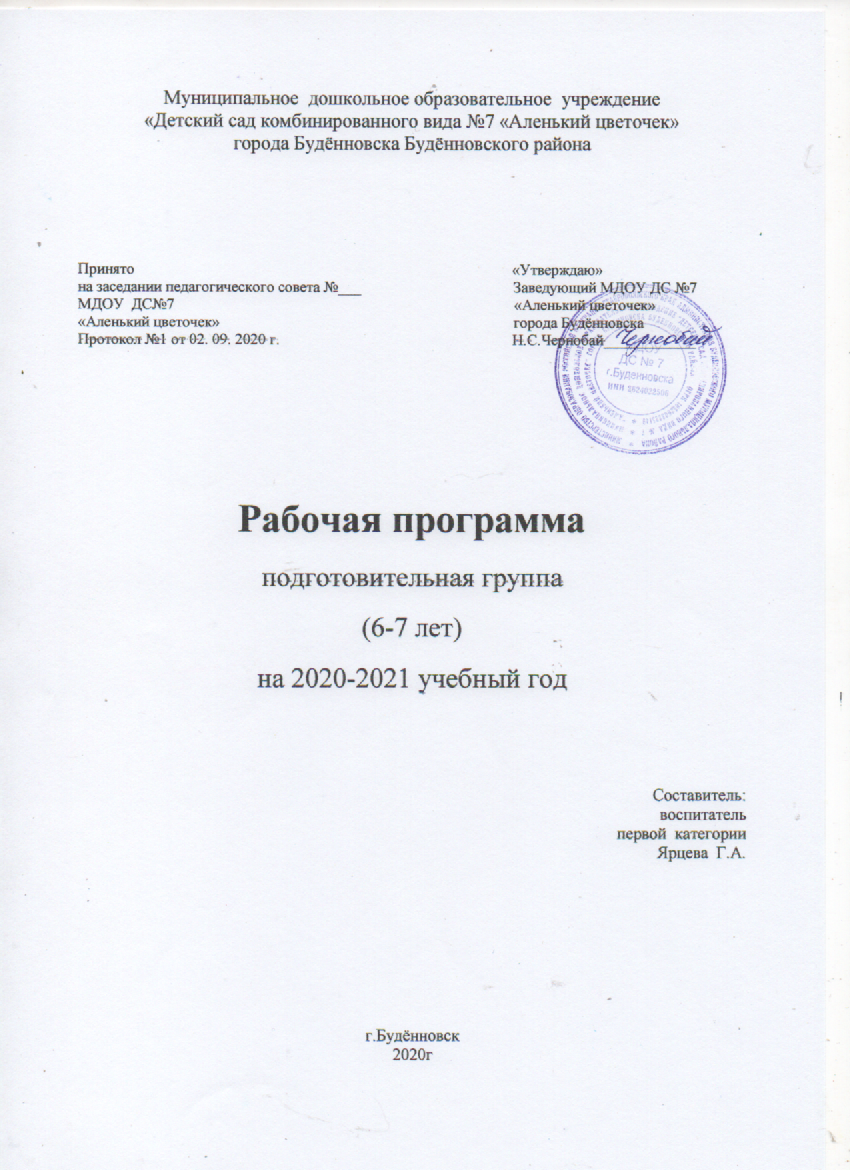 Муниципальное дошкольное образовательное учреждение
«Детский сад комбинированного вида №7 «Аленький цветочек»
города Будённовска Будённовского района
Принято
на заседании педагогического совета №___
МДОУ ДС№7
«Аленький цветочек»
Протокол №1 от 02. 09. 2020 г.
«Утверждаю»
Заведующий МДОУ ДС №7
«Аленький цветочек»
города Будённовска
Н.С.Чернобай Чернобай
ДС № 7
г.Буденновска
Рабочая программа
подготовительная группа
(6-7 лет)
на 2020-2021 учебный год
Составитель:
воспитатель
первой категории
Ярцева Г.А.
г.Будённовск
2020г